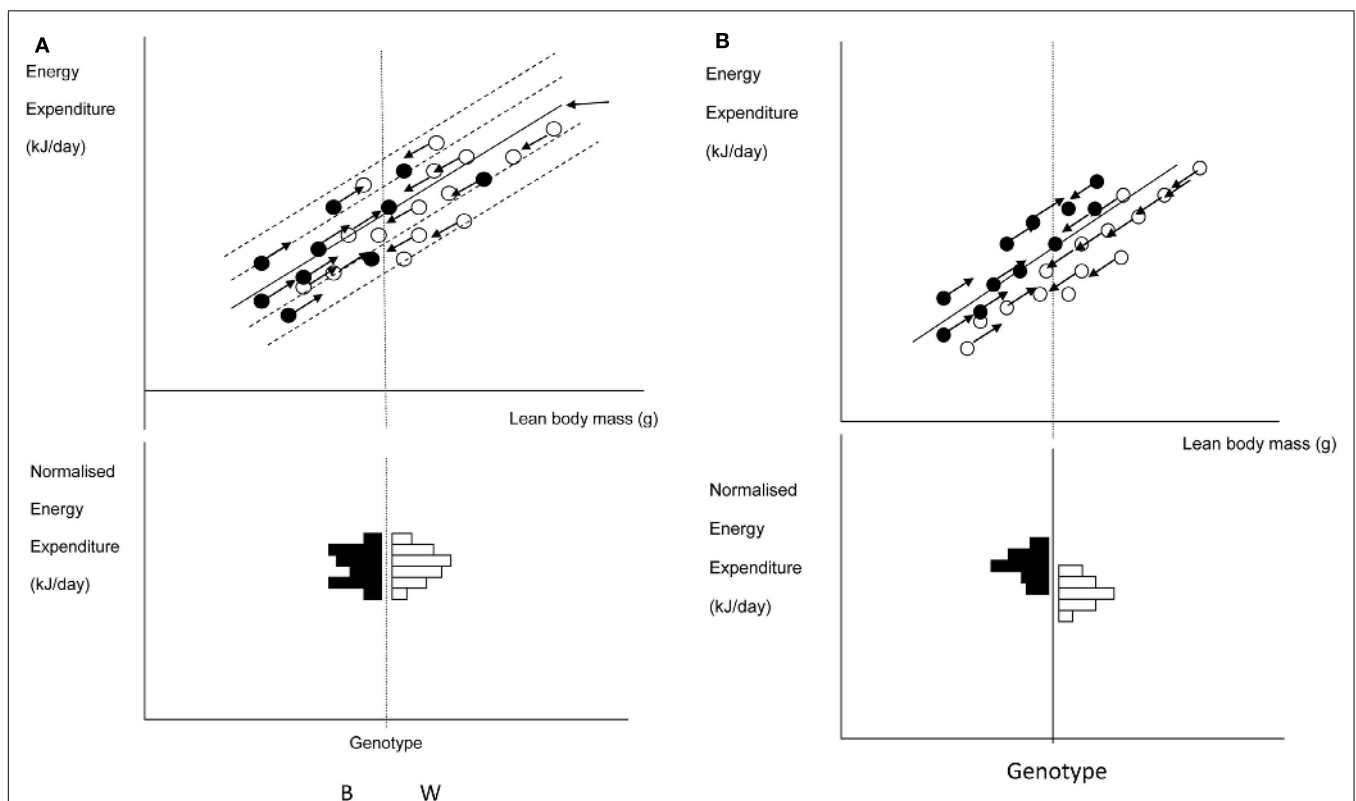 A
Energy
Expenditure
(kJ/day)
Lean body mass (g)
Normalised
Energy
Expenditure
(kJ/day)
Genotype
B W
B
Energy
Expenditure
(kJ/day)
Lean body mass (g)
Normalised
Energy
Expenditure
(kJ/day)
Genotype